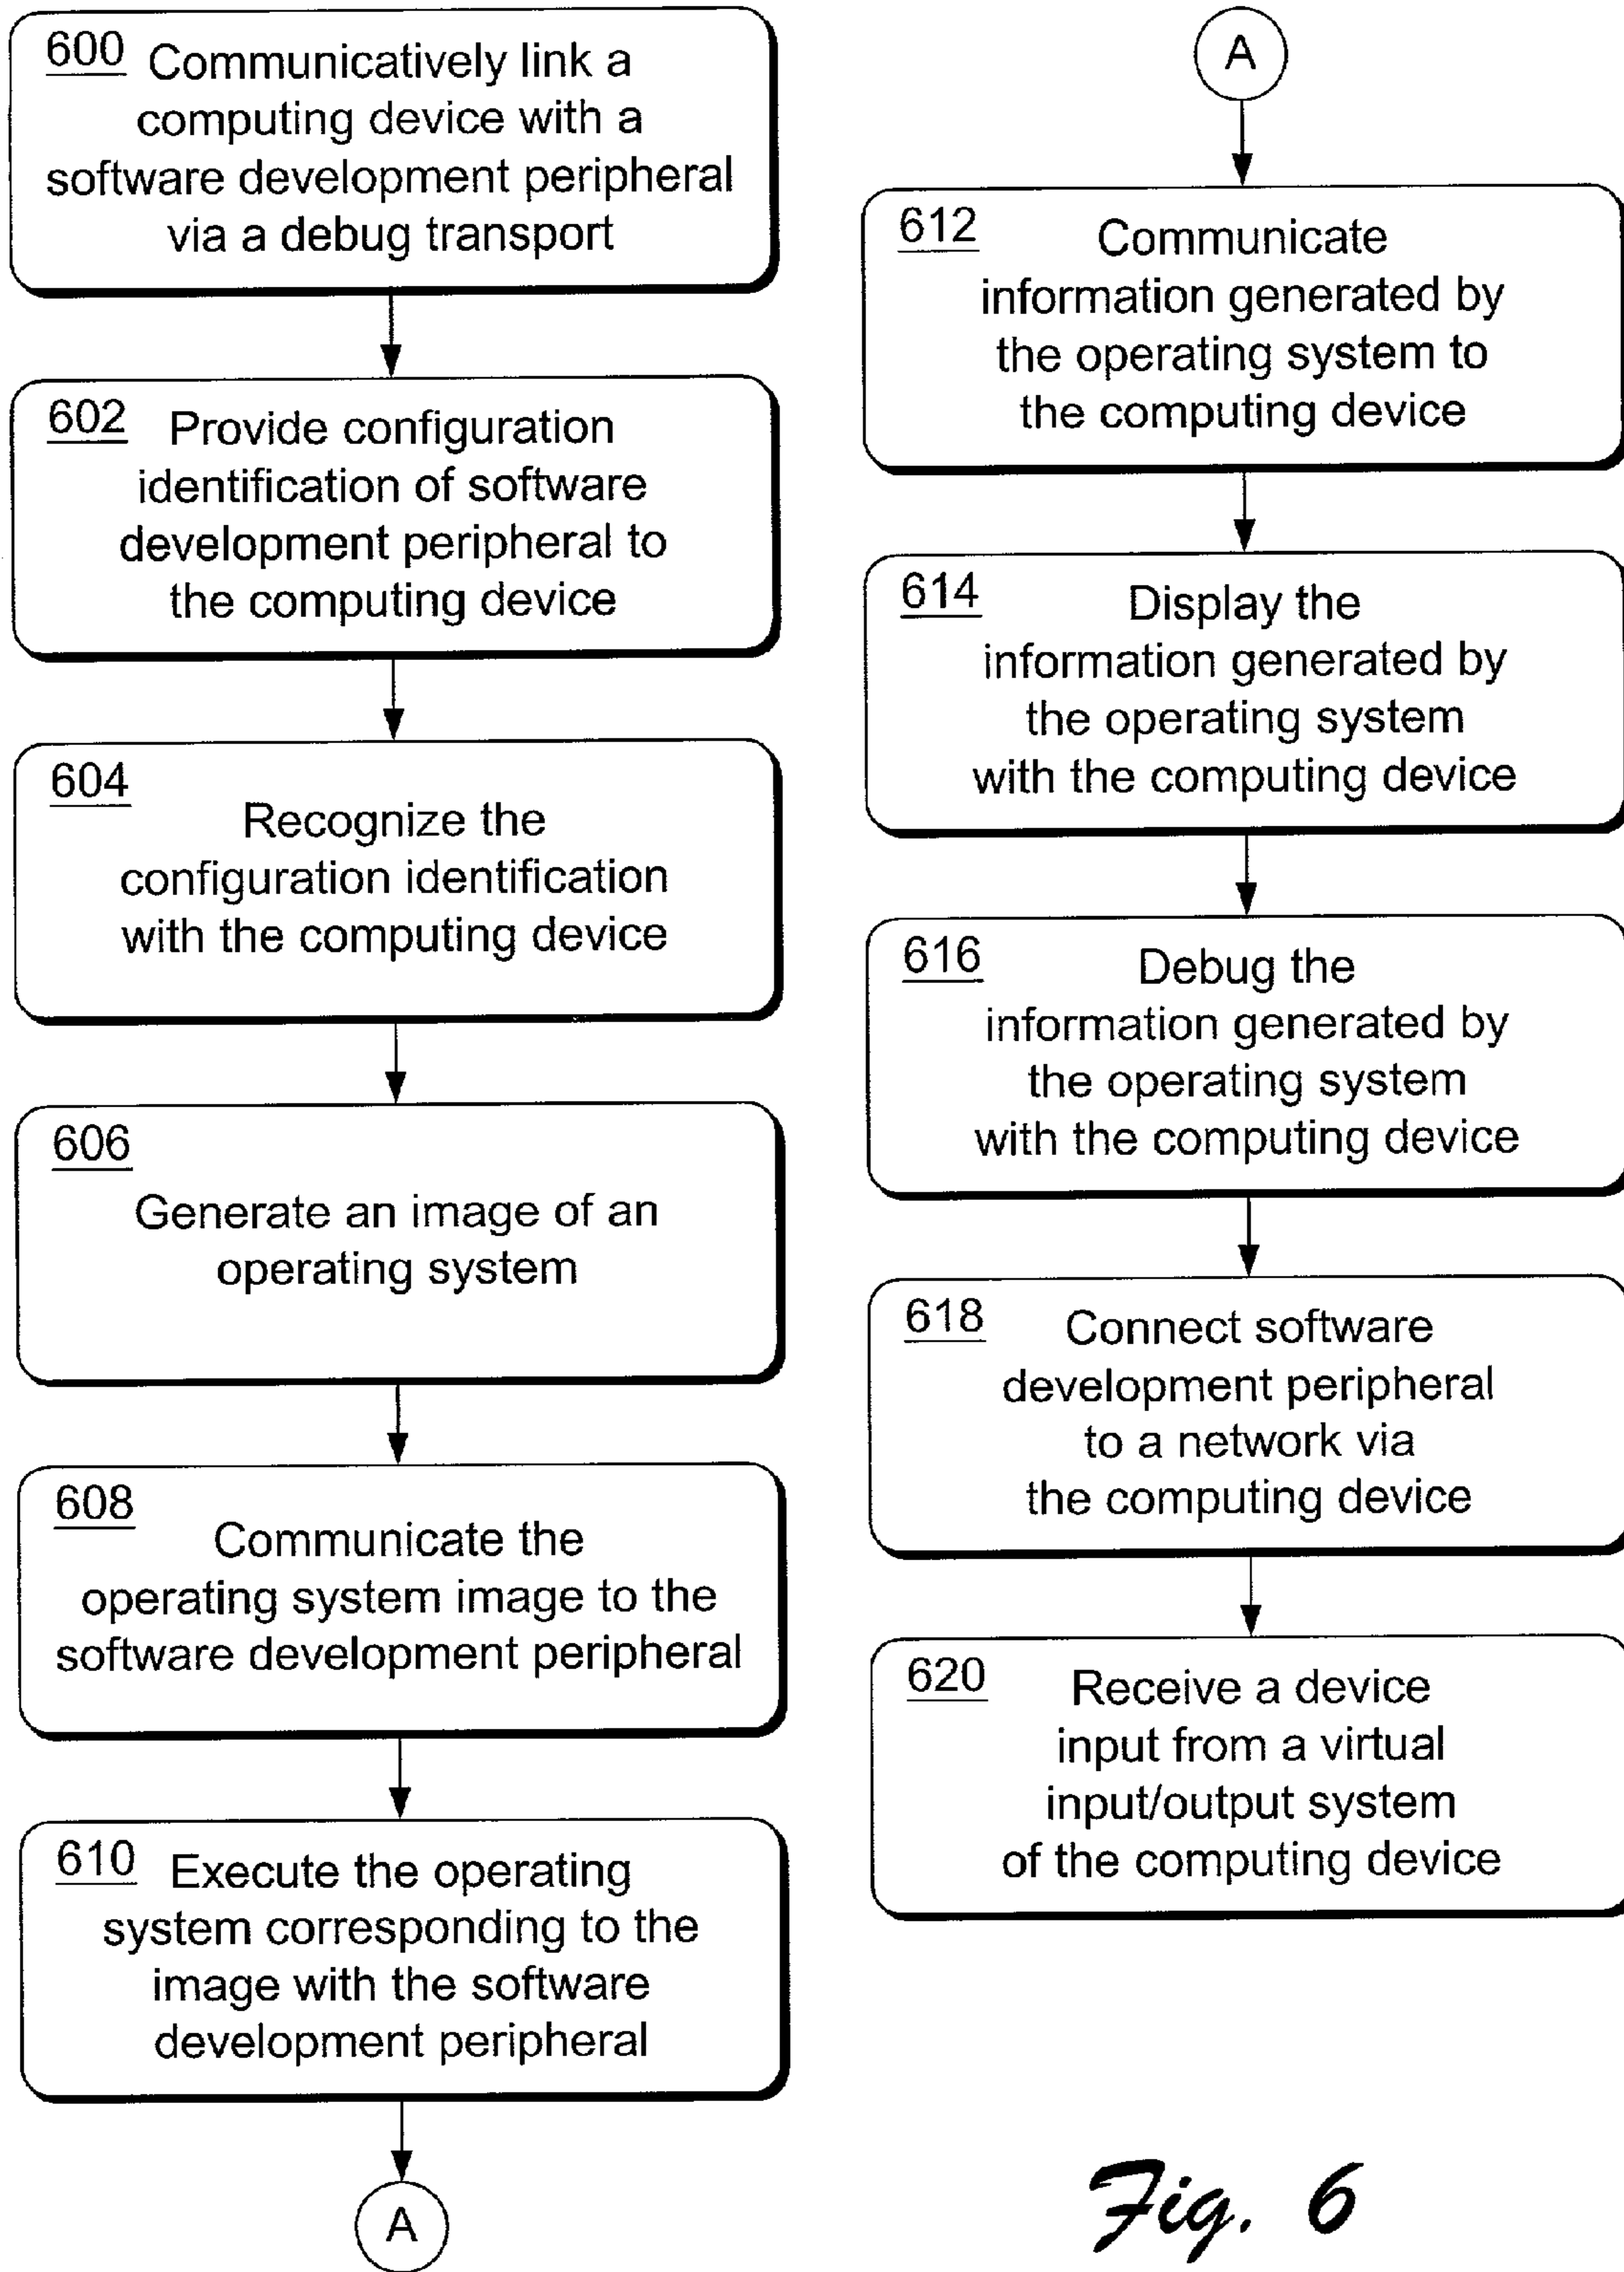 600 Communicatively link a
computing device with a
software development peripheral
via a debug transport
602 Provide configuration
identification of software
development peripheral to
the computing device
604
Recognize the
configuration identification
with the computing device
606
Generate an image of an
operating system
608
Communicate the
operating system image to the
software development peripheral
610 Execute the operating
system corresponding to the
image with the software
development peripheral
A
A
612 Communicate
information generated by
the operating system to
the computing device
614 Display the
information generated by
the operating system
with the computing device
616 Debug the
information generated by
the operating system
with the computing device
618 Connect software
development peripheral
to a network via
the computing device
620 Receive a device
input from a virtual
input/output system
of the computing device
Fig. 6